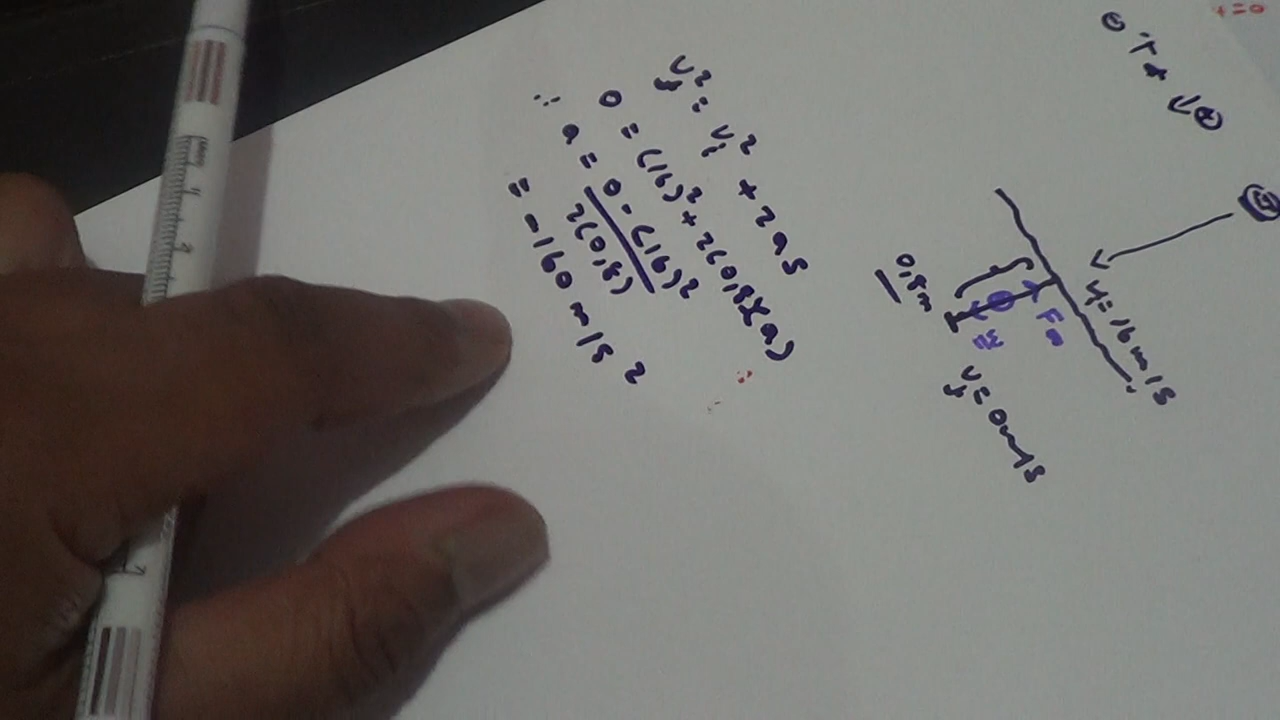 Vf² = Vi² + 2as
0 = (16)² + 2(0,8)(a)
∴ a = 0 - (16)²
2(0,8)
= -160 m/s²
Vi = 16 m/s
0,8m
Vf = 0m/s
t=0